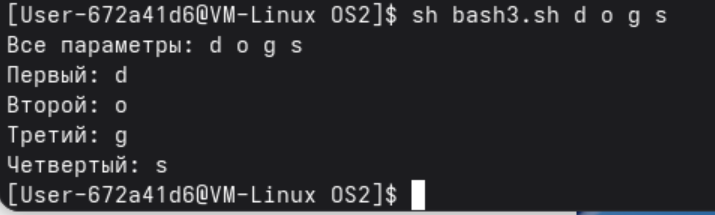 [User-672a41d6@VM-Linux OS2]$ sh bash3.sh d o g s
Все параметры: d o g s
Первый: d
Второй: o
Третий: g
Четвертый: s
[User-672a41d6@VM-Linux OS2]$